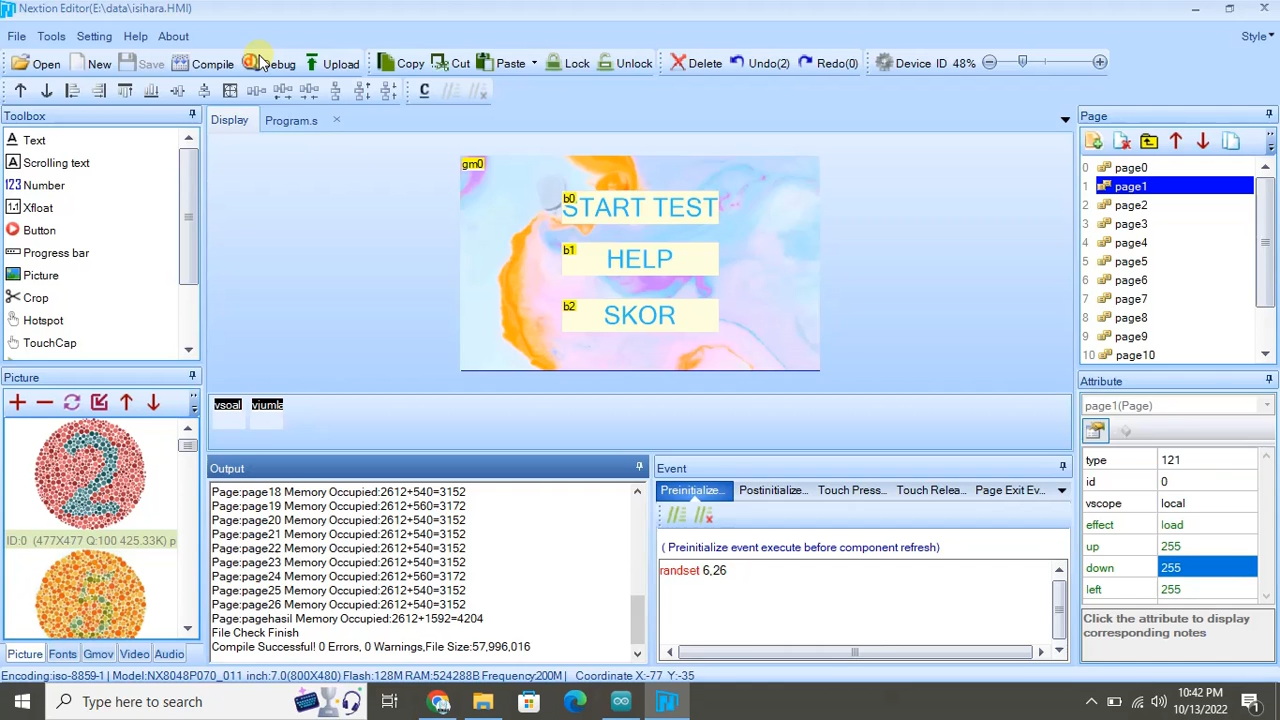 Nextion Editor(E:\data\isihara.HMI)
File Tools Setting Help About Style
Open New Save Compile Debug Upload Copy Cut Paste Lock Unlock Delete Undo(2) Redo(0) Device ID 48%
Toolbox
Text
Scrolling text
Number
Xfloat
Button
Progress bar
Picture
Crop
Hotspot
TouchCap
Display Program.s
gm0
b0 START TEST
b1 HELP
b2 SKOR
vsoal vjumla
Page
0 page0
1 page1
2 page2
3 page3
4 page4
5 page5
6 page6
7 page7
8 page8
9 page9
10 page10
Picture
2
ID:0 (477X477 Q:100 425.33K) p
5
Picture Fonts Gmov Video Audio
Output
Page:page18 Memory Occupied:2612+540=3152
Page:page19 Memory Occupied:2612+560=3172
Page:page20 Memory Occupied:2612+540=3152
Page:page21 Memory Occupied:2612+540=3152
Page:page22 Memory Occupied:2612+540=3152
Page:page23 Memory Occupied:2612+540=3152
Page:page24 Memory Occupied:2612+560=3172
Page:page25 Memory Occupied:2612+540=3152
Page:page26 Memory Occupied:2612+540=3152
Page:pagehasil Memory Occupied:2612+1592=4204
File Check Finish
Compile Successful! 0 Errors, 0 Warnings,File Size:57,996,016
Event
Preinitialize... Postinitialize... Touch Press... Touch Relea... Page Exit Ev...
( Preinitialize event execute before component refresh)
randset 6,26
Attribute
page1(Page)
type 121
id 0
vscope local
effect load
up 255
down 255
left 255
Click the attribute to display
corresponding notes
Encoding:iso-8859-1 Model:NX8048P070_011 inch:7.0(800X480) Flash:128M RAM:524288B Frequency:200M Coordinate X:-77 Y:-35
Type here to search
10:42 PM
10/13/2022
1